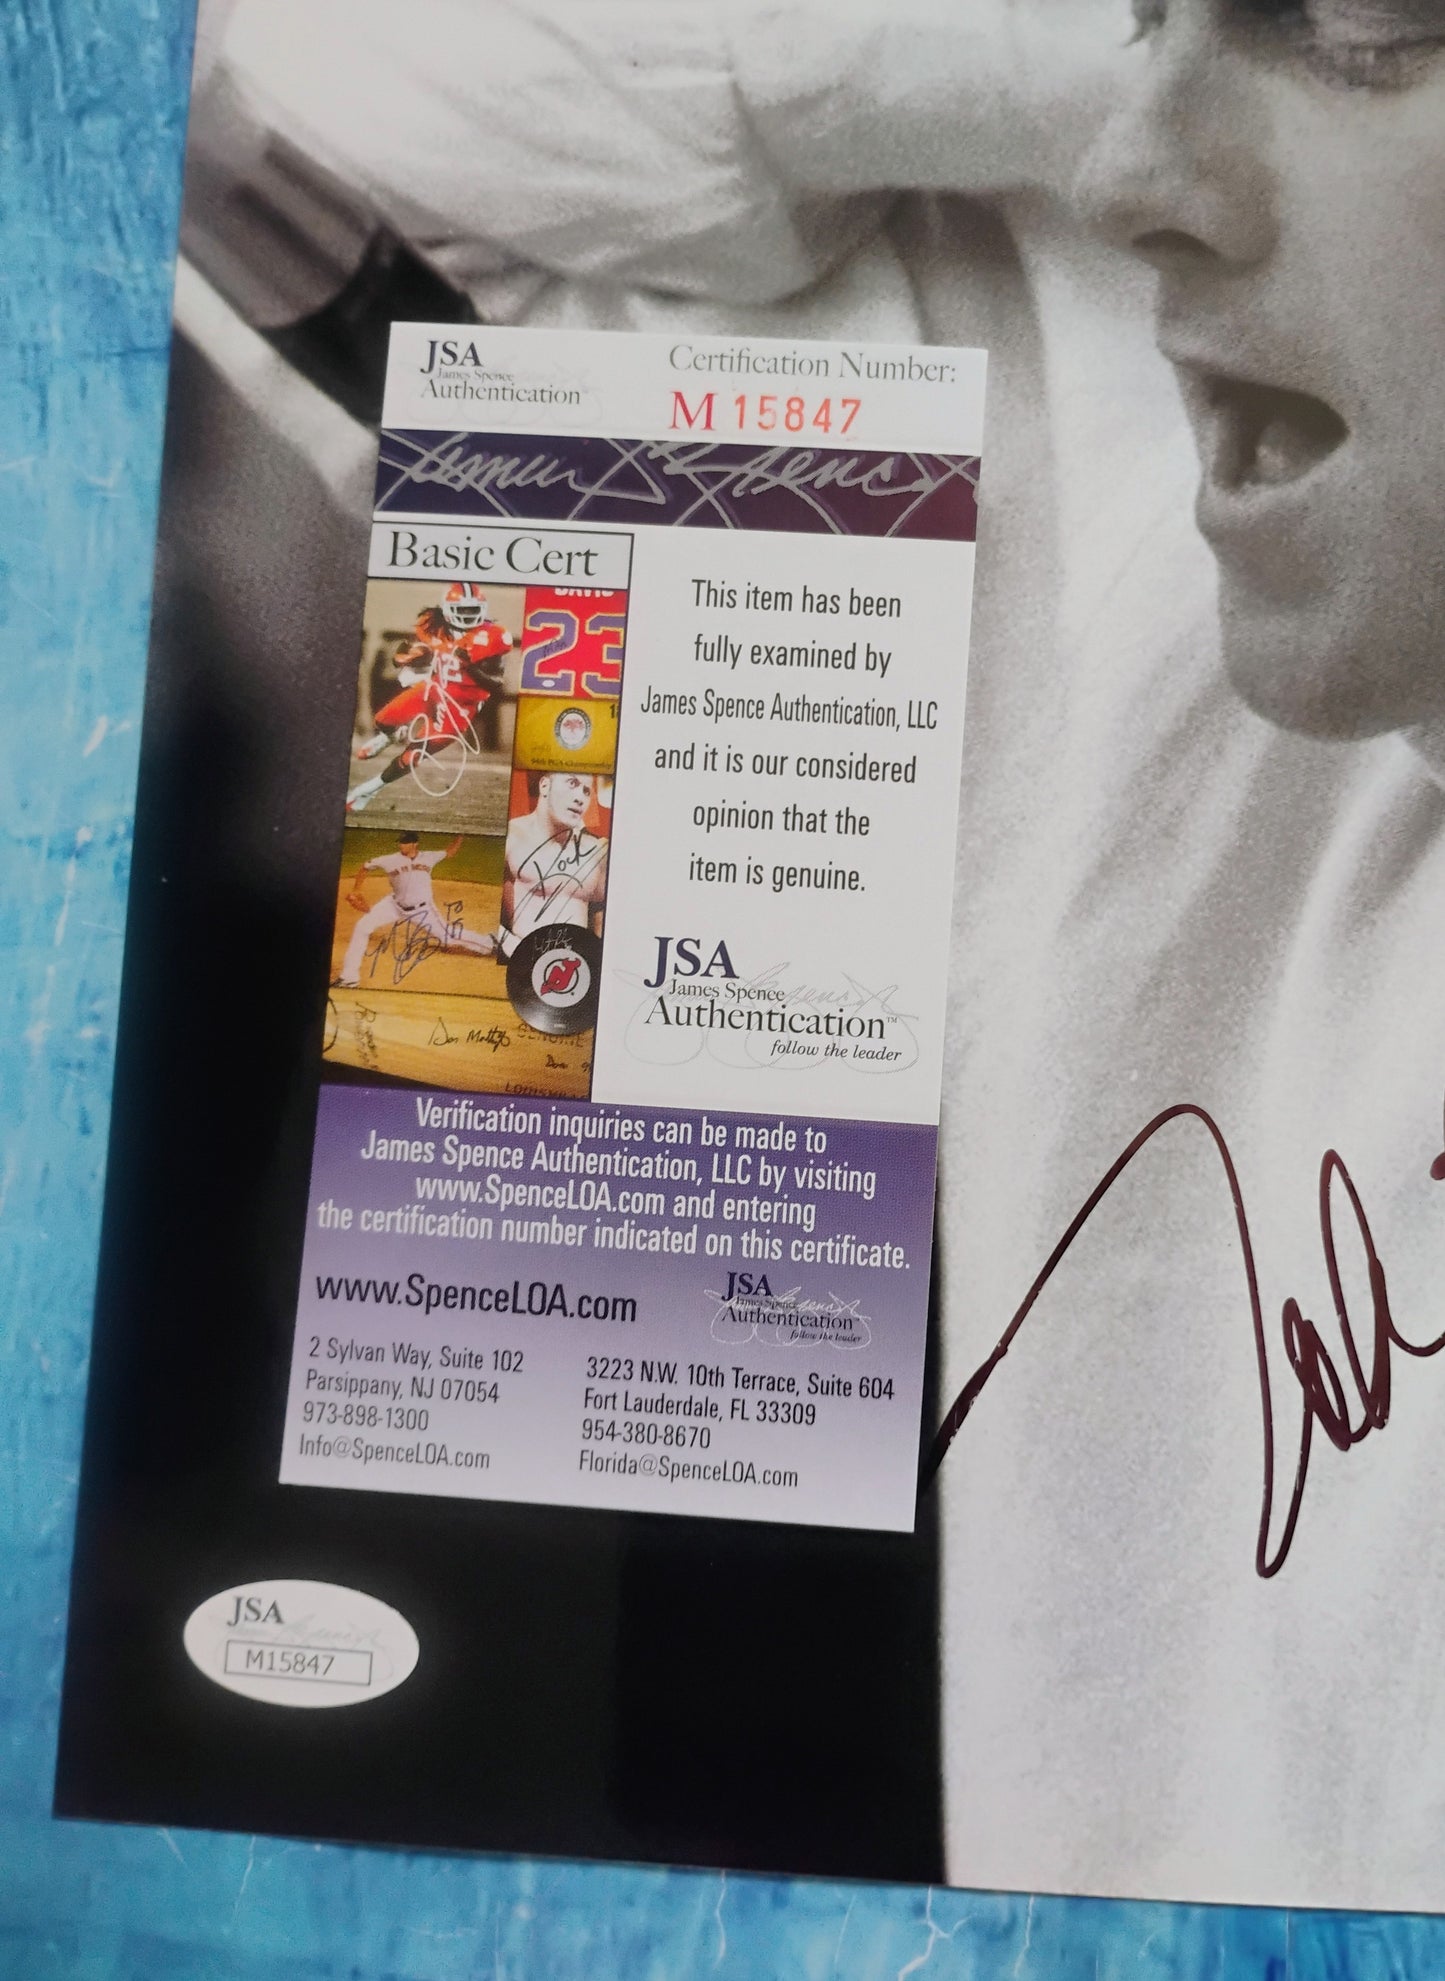 JSA
James Spence
Authentication
Certification Number:
M 15847
Basic Cert
DAVIS
23
This item has been
fully examined by
James Spence Authentication, LLC
and it is our considered
opinion that the
item is genuine.
JSA
James Spence
Authentication™
follow the leader
Verification inquiries can be made to
James Spence Authentication, LLC by visiting
www.SpenceLOA.com and entering
the certification number indicated on this certificate.
www.SpenceLOA.com
JSA
James Spence
Authentication™
follow the leader
2 Sylvan Way, Suite 102
Parsippany, NJ 07054
973-898-1300
Info@SpenceLOA.com
3223 N.W. 10th Terrace, Suite 604
Fort Lauderdale, FL 33309
954-380-8670
Florida@SpenceLOA.com
JSA
M15847